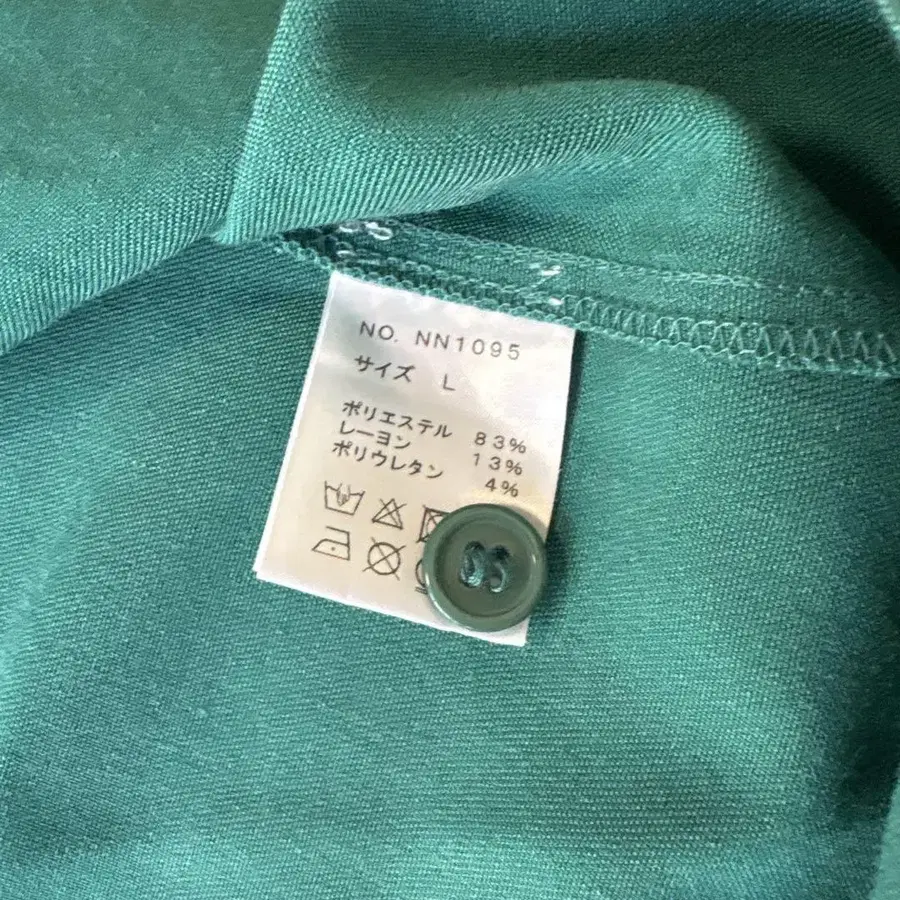 NO. NN1095
サイズ L
ポリエステル 83%
レーヨン 13%
ポリウレタン 4%